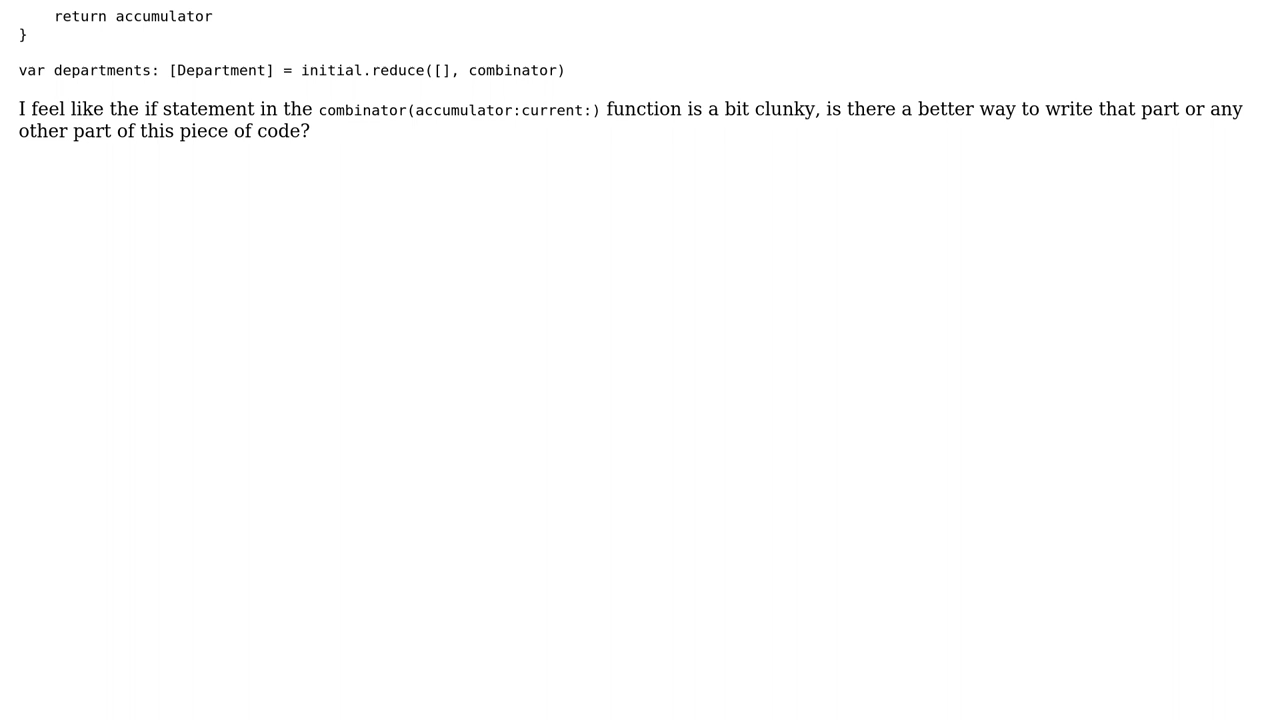 return accumulator
}
var departments: [Department] = initial.reduce([], combinator)
I feel like the if statement in the combinator(accumulator:current:) function is a bit clunky, is there a better way to write that part or any
other part of this piece of code?